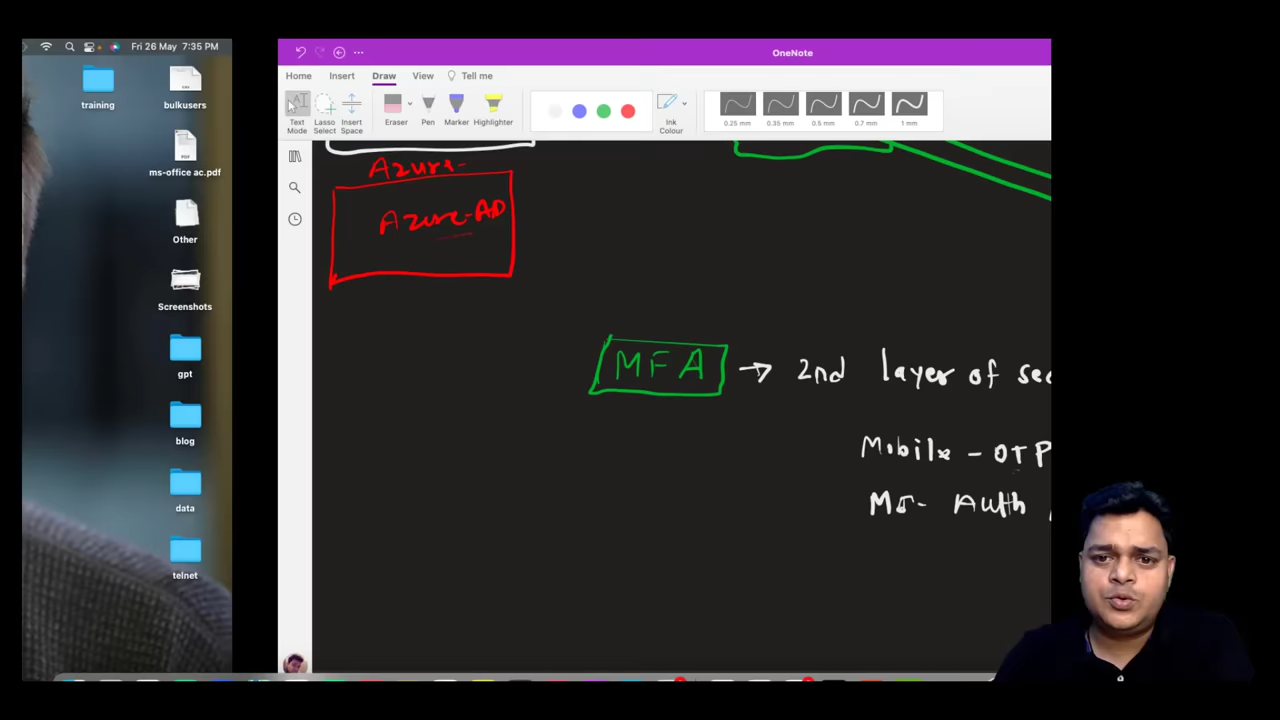 Fri 26 May 7:35 PM
training
bulkusers
ms-office ac.pdf
Other
Screenshots
gpt
blog
data
telnet
OneNote
Home Insert Draw View Tell me
Text Mode
Lasso Select
Insert Space
Eraser
Pen
Marker
Highlighter
Ink Colour
0.25 mm
0.35 mm
0.5 mm
0.7 mm
1 mm
Azure-
Azure-AD
MFA → 2nd layer of sec
Mobile - OTP
MS- Auth